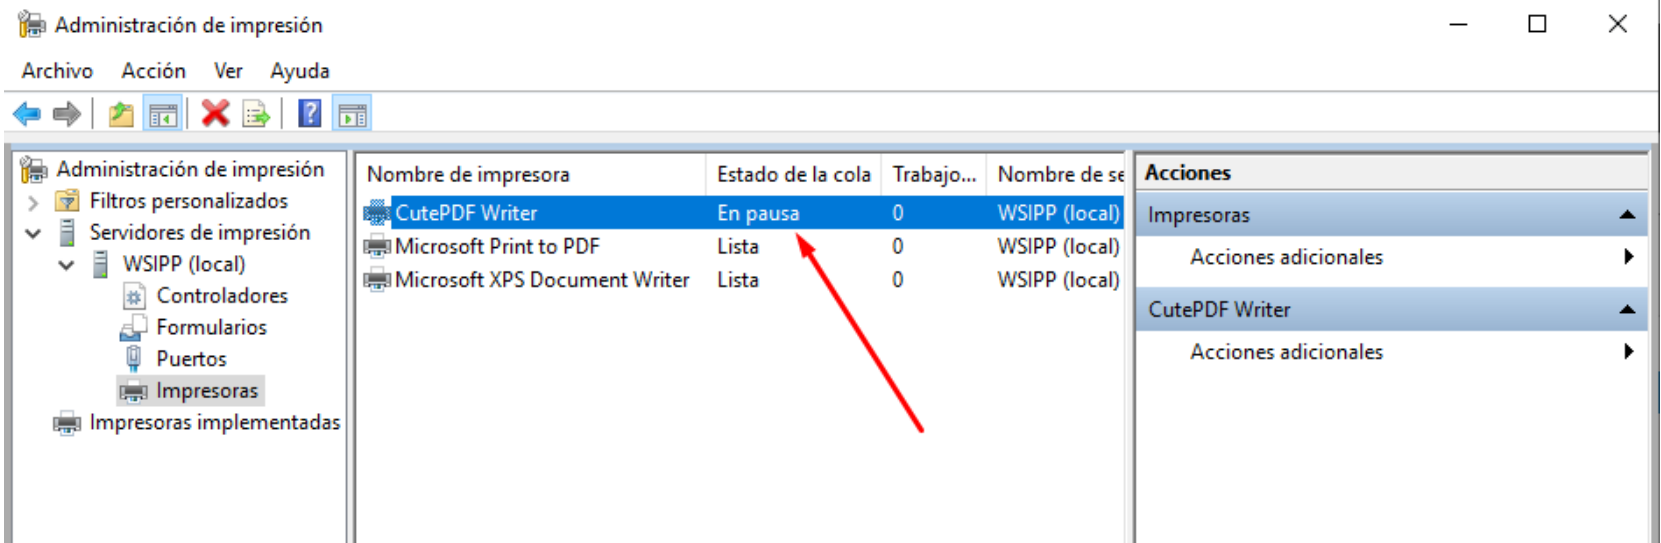 Administración de impresión
Archivo Acción Ver Ayuda
Administración de impresión
Filtros personalizados
Servidores de impresión
WSIPP (local)
Controladores
Formularios
Puertos
Impresoras
Impresoras implementadas
Nombre de impresora Estado de la cola Trabajo... Nombre de se
CutePDF Writer En pausa 0 WSIPP (local)
Microsoft Print to PDF Lista 0 WSIPP (local)
Microsoft XPS Document Writer Lista 0 WSIPP (local)
Acciones
Impresoras
Acciones adicionales
CutePDF Writer
Acciones adicionales